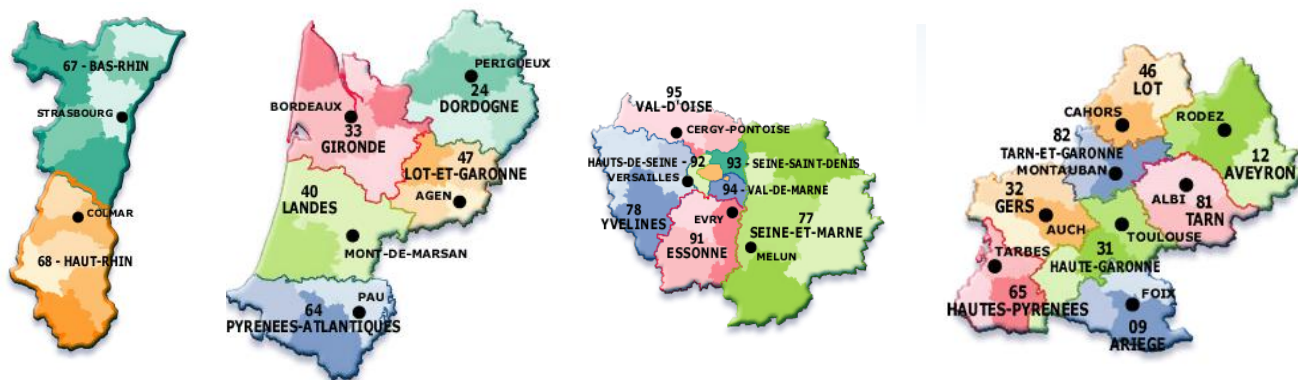 67 - BAS-RHIN
STRASBOURG
COLMAR
68 - HAUT-RHIN
PERIGUEUX
24
DORDOGNE
BORDEAUX
33
GIRONDE
47
LOT-ET-GARONNE
AGEN
40
LANDES
MONT-DE-MARSAN
PAU
64
PYRENEES-ATLANTIQUES
95
VAL-D'OISE
CERGY-PONTOISE
HAUTS-DE-SEINE - 92
93 - SEINE-SAINT-DENIS
VERSAILLES
94 - VAL-DE-MARNE
78
YVELINES
EVRY
77
SEINE-ET-MARNE
91
ESSONNE
MELUN
46
LOT
CAHORS
RODEZ
82
TARN-ET-GARONNE
MONTAUBAN
12
AVEYRON
32
GERS
ALBI
81
TARN
AUCH
TOULOUSE
TARBES
31
HAUTE-GARONNE
65
HAUTES-PYRENEES
FOIX
09
ARIEGE